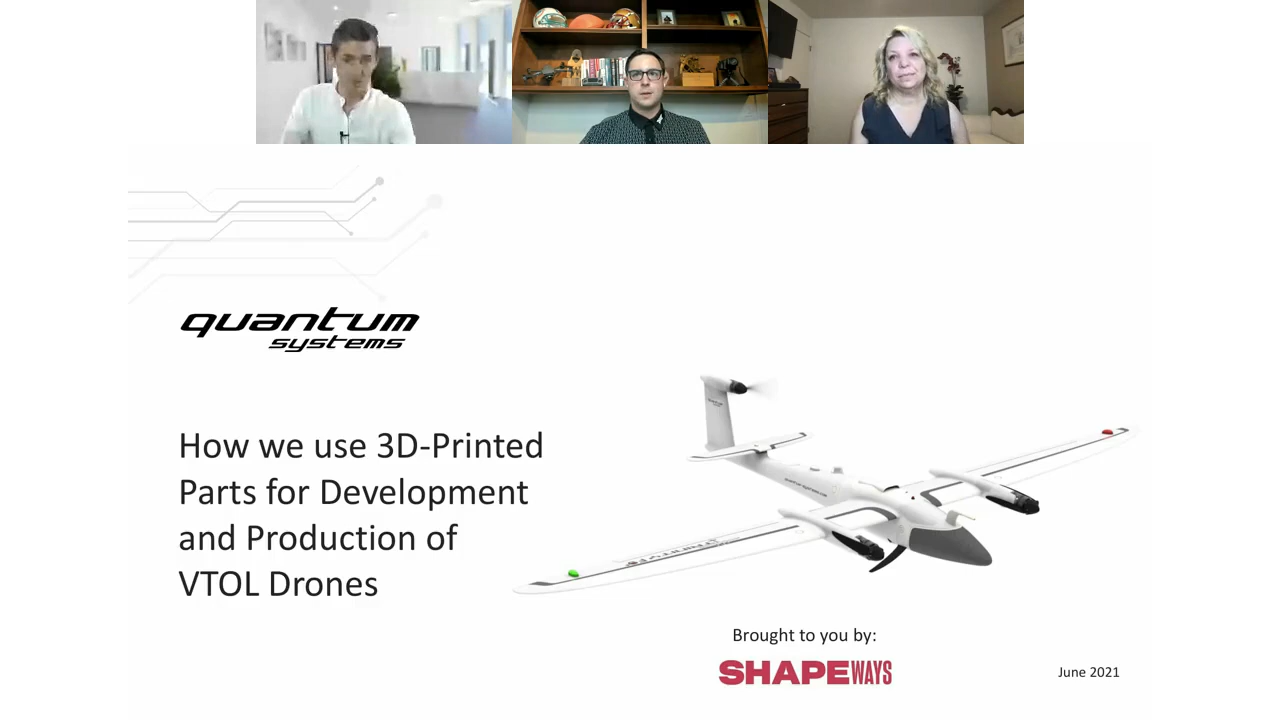 quantum
systems
How we use 3D-Printed
Parts for Development
and Production of
VTOL Drones
Brought to you by:
SHAPEWAYS
June 2021